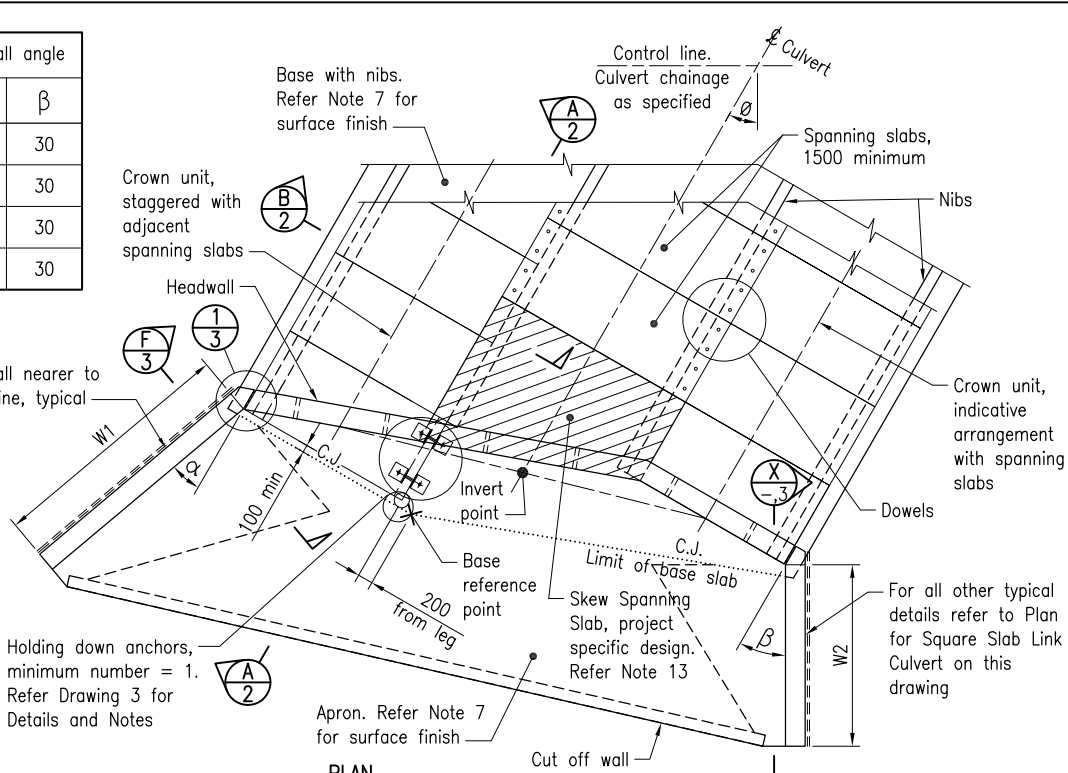 all angle
β
30
30
30
30
Base with nibs.
Refer Note 7 for
surface finish
Control line.
Culvert chainage
as specified
℄ Culvert
Ø
A
2
Spanning slabs,
1500 minimum
Nibs
Crown unit,
staggered with
adjacent
spanning slabs
B
2
Headwall
1
3
F
3
all nearer to
ine, typical
W1
α
C.J.
100 min
Invert
point
Base
reference
point
200
from leg
Limit of base slab
C.J.
Skew Spanning
Slab, project
specific design.
Refer Note 13
X
-,3
Crown unit,
indicative
arrangement
with spanning
slabs
Dowels
β
W2
For all other typical
details refer to Plan
for Square Slab Link
Culvert on this
drawing
Holding down anchors,
minimum number = 1.
Refer Drawing 3 for
Details and Notes
A
2
Apron. Refer Note 7
for surface finish
Cut off wall
PLAN